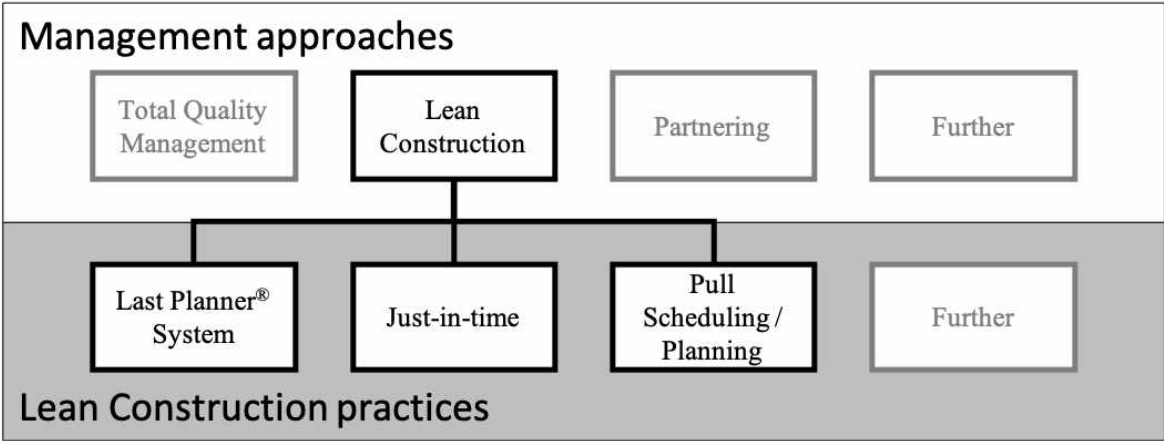 Management approaches
Total Quality
Management
Lean
Construction
Partnering
Further
Last Planner®
System
Just-in-time
Pull
Scheduling /
Planning
Further
Lean Construction practices